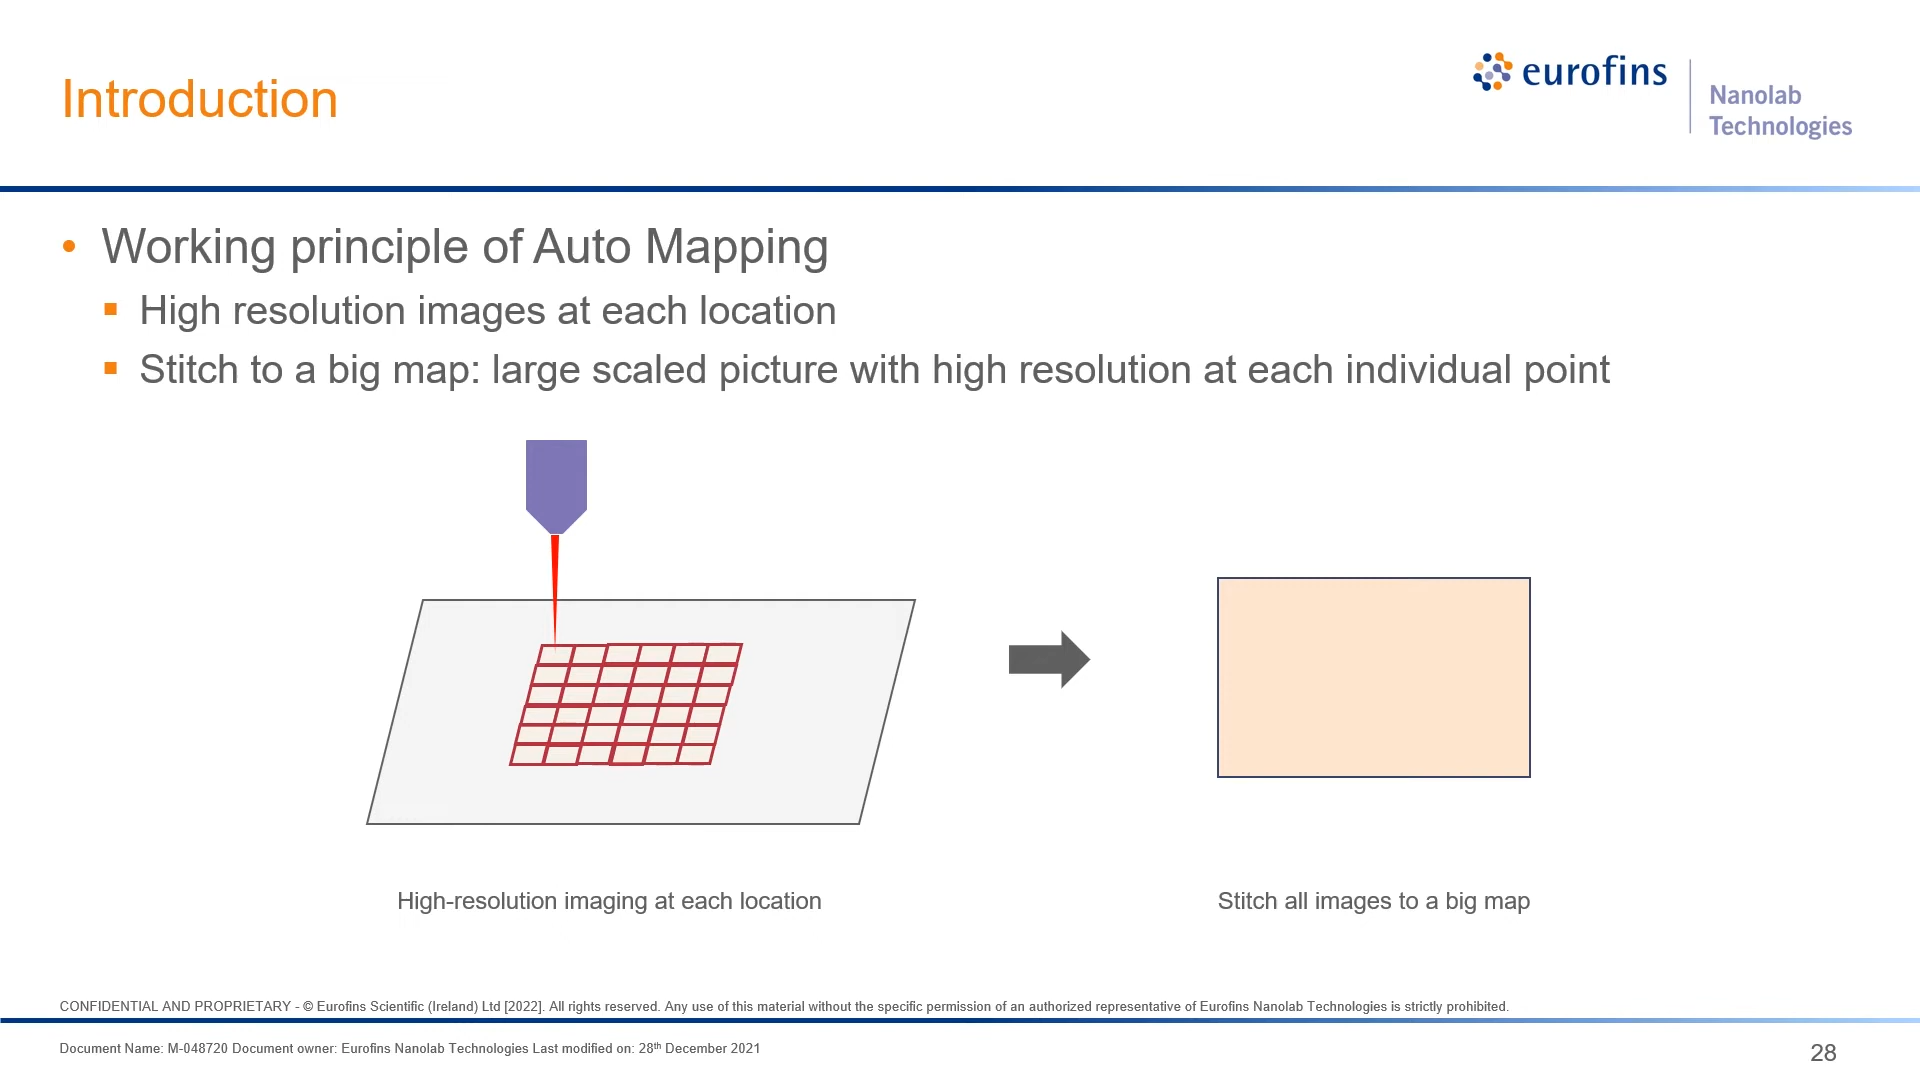 Introduction
eurofins
Nanolab
Technologies
• Working principle of Auto Mapping
▪ High resolution images at each location
▪ Stitch to a big map: large scaled picture with high resolution at each individual point
High-resolution imaging at each location
Stitch all images to a big map
CONFIDENTIAL AND PROPRIETARY - © Eurofins Scientific (Ireland) Ltd [2022]. All rights reserved. Any use of this material without the specific permission of an authorized representative of Eurofins Nanolab Technologies is strictly prohibited.
Document Name: M-048720 Document owner: Eurofins Nanolab Technologies Last modified on: 28th December 2021
28